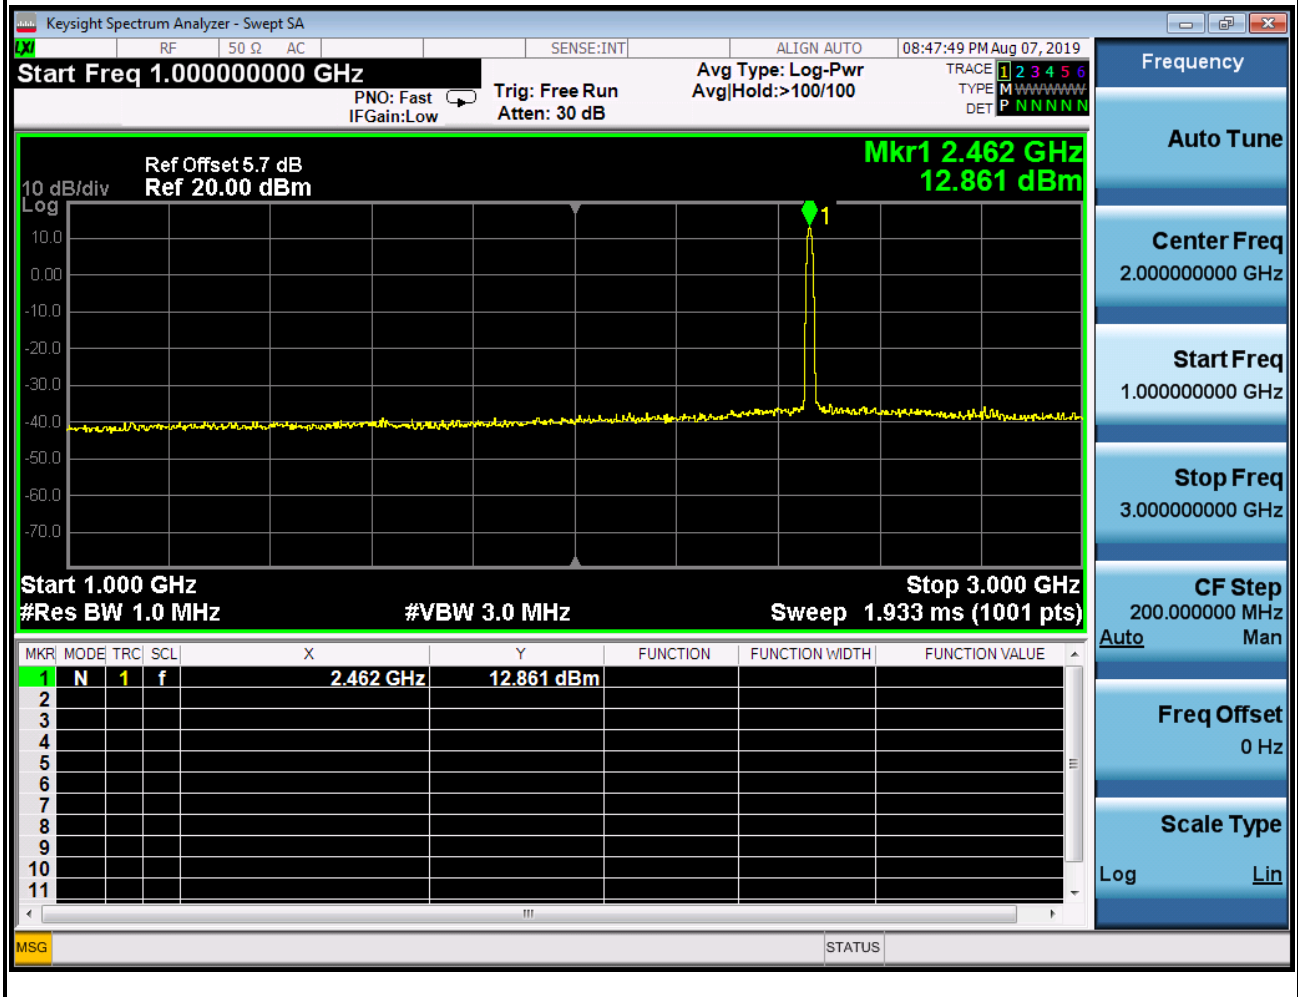 Keysight Spectrum Analyzer - Swept SA
LXI RF 50 Ω AC SENSE:INT ALIGN AUTO 08:47:49 PM Aug 07, 2019
Start Freq 1.000000000 GHz
PNO: Fast
IFGain:Low
Trig: Free Run
Atten: 30 dB
Avg Type: Log-Pwr
Avg|Hold:>100/100
TRACE 1 2 3 4 5 6
TYPE M WWWWW
DET P N N N N N
Ref Offset 5.7 dB
10 dB/div Ref 20.00 dBm
Log
Mkr1 2.462 GHz
12.861 dBm
1
10.0
0.00
-10.0
-20.0
-30.0
-40.0
-50.0
-60.0
-70.0
Start 1.000 GHz Stop 3.000 GHz
#Res BW 1.0 MHz #VBW 3.0 MHz Sweep 1.933 ms (1001 pts)
MKR MODE TRC SCL X Y FUNCTION FUNCTION WIDTH FUNCTION VALUE
1 N 1 f 2.462 GHz 12.861 dBm
2
3
4
5
6
7
8
9
10
11
MSG STATUS
Frequency
Auto Tune
Center Freq
2.000000000 GHz
Start Freq
1.000000000 GHz
Stop Freq
3.000000000 GHz
CF Step
200.000000 MHz
Auto Man
Freq Offset
0 Hz
Scale Type
Log Lin